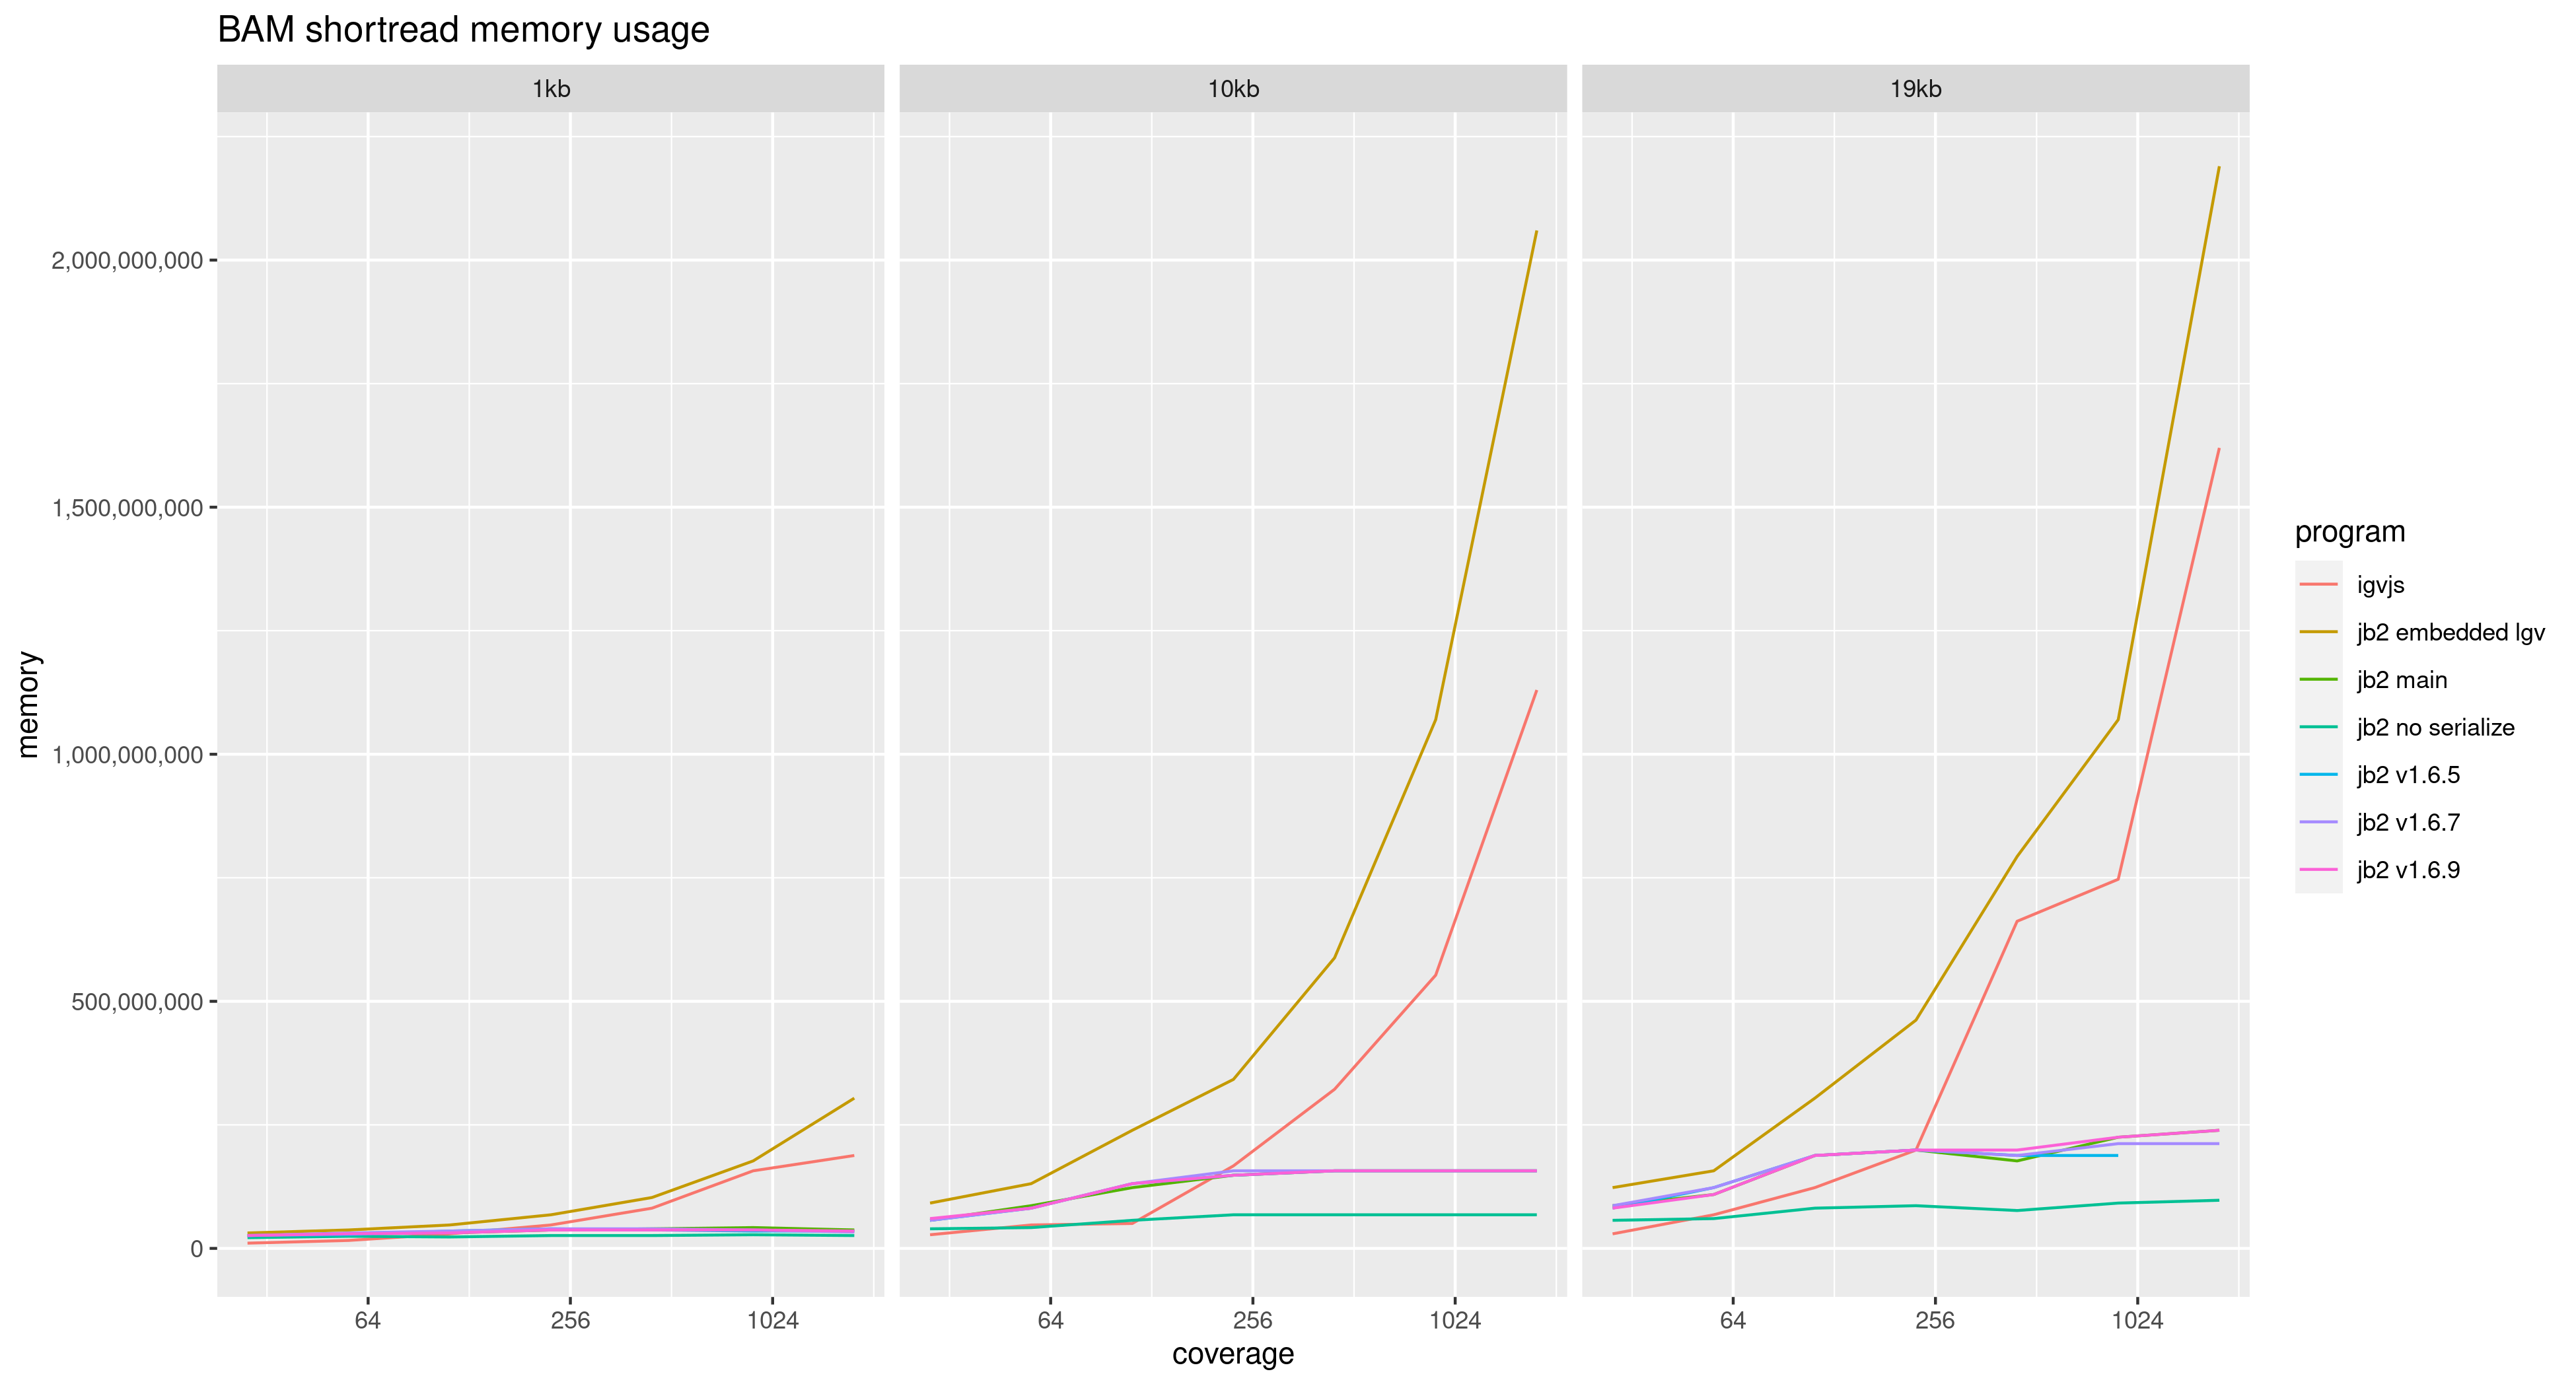 BAM shortread memory usage
1kb
10kb
19kb
memory
2,000,000,000
1,500,000,000
1,000,000,000
500,000,000
0
64
256
1024
64
256
1024
64
256
1024
coverage
program
igvjs
jb2 embedded lgv
jb2 main
jb2 no serialize
jb2 v1.6.5
jb2 v1.6.7
jb2 v1.6.9